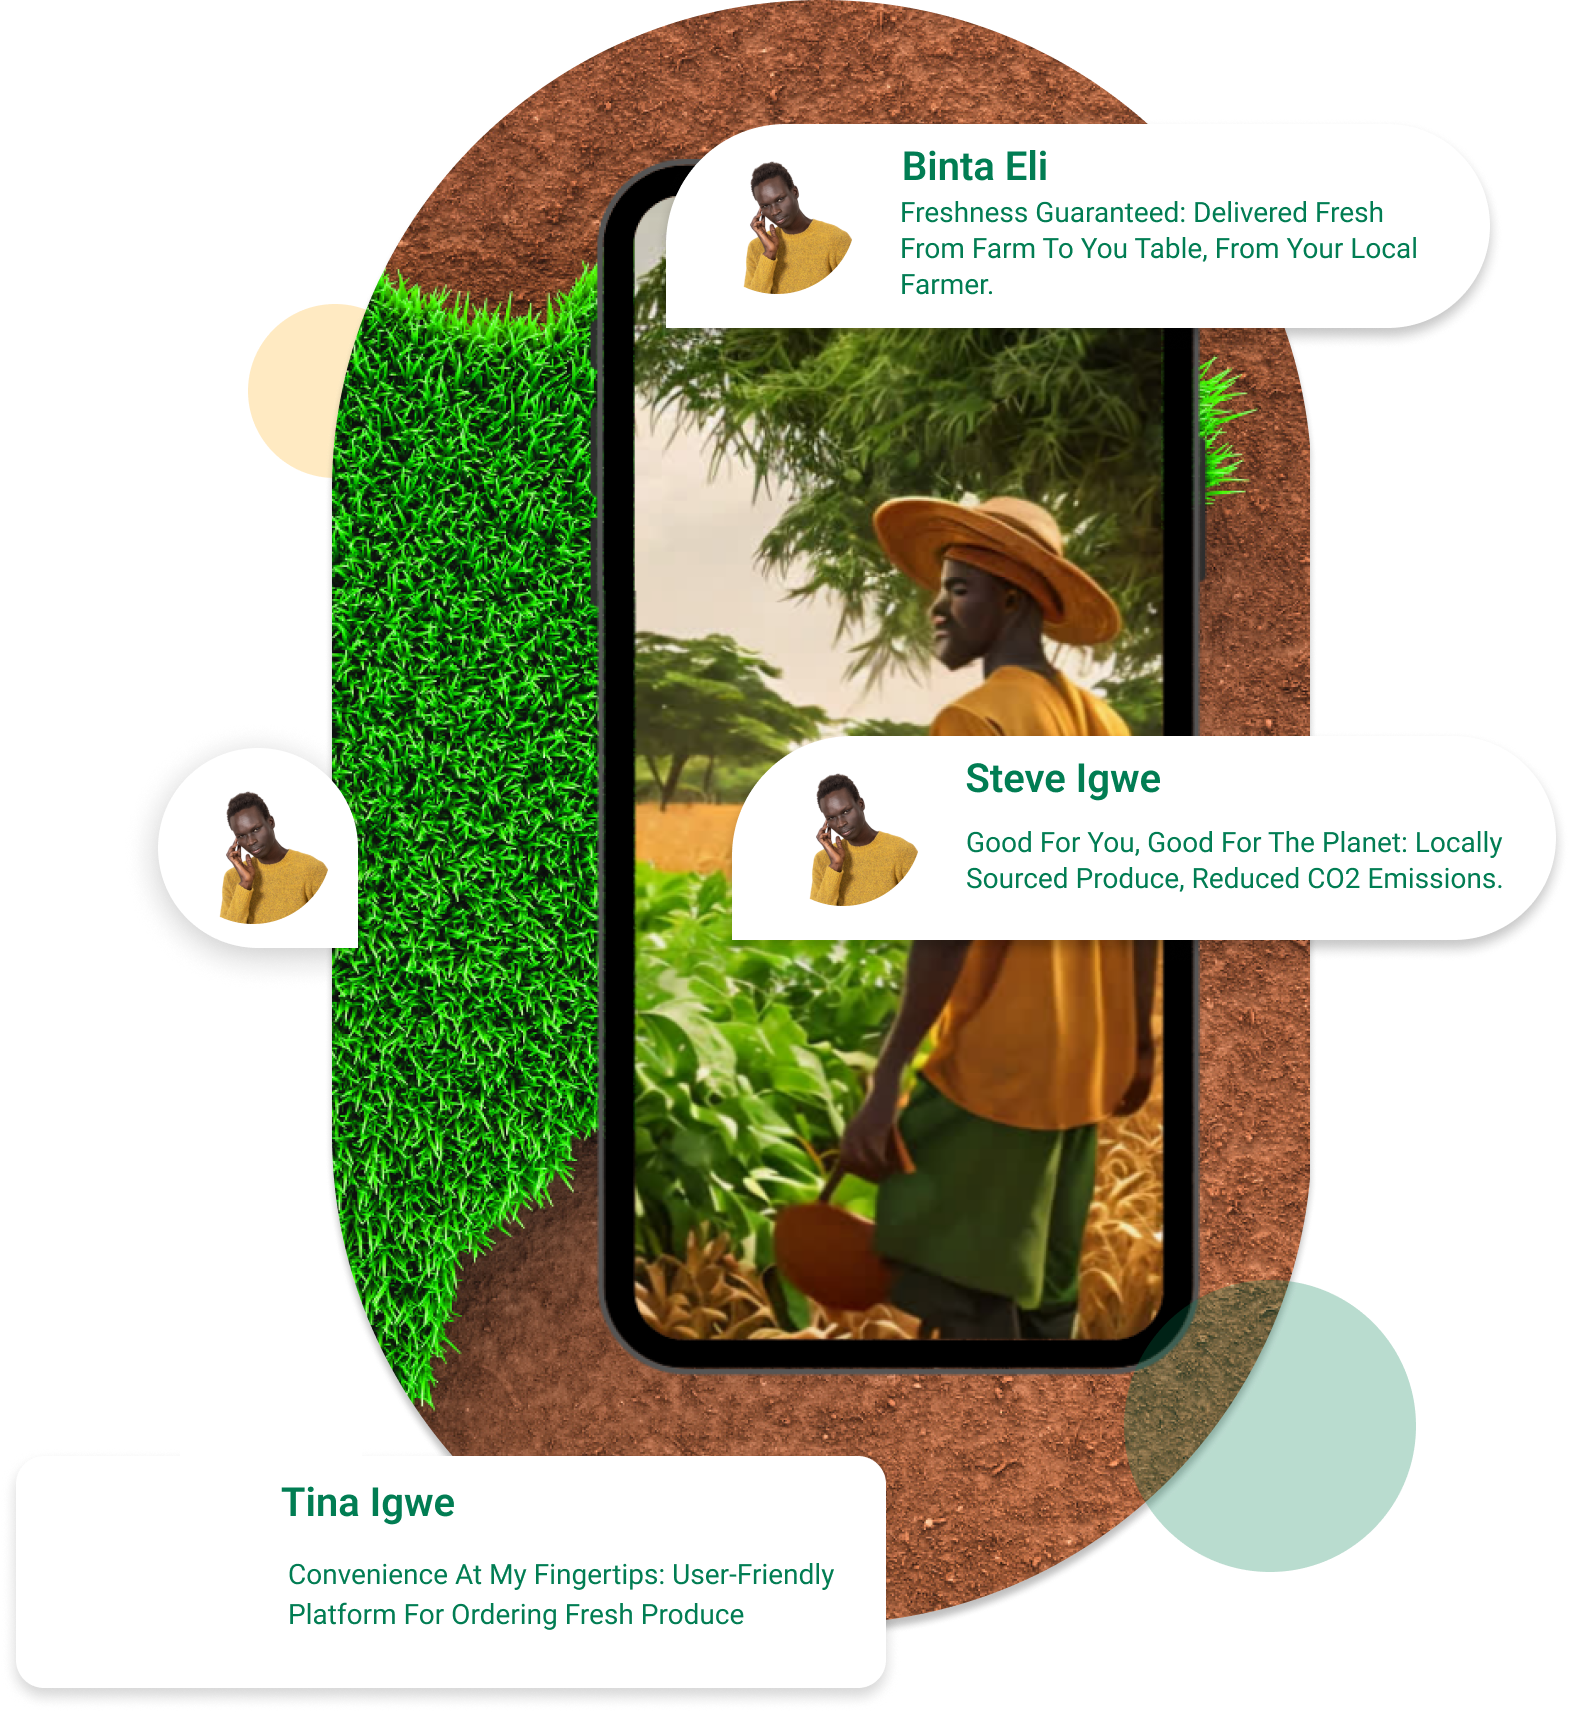 Binta Eli
Freshness Guaranteed: Delivered Fresh
From Farm To You Table, From Your Local
Farmer.
Steve Igwe
Good For You, Good For The Planet: Locally
Sourced Produce, Reduced CO2 Emissions.
Tina Igwe
Convenience At My Fingertips: User-Friendly
Platform For Ordering Fresh Produce